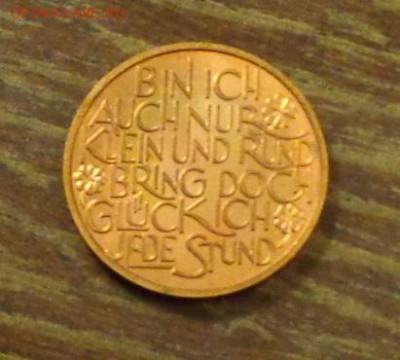 BIN ICH
AUCH NUR
KLEIN UND RUND
BRING DOCH
GLÜCK ICH
JEDE STUND